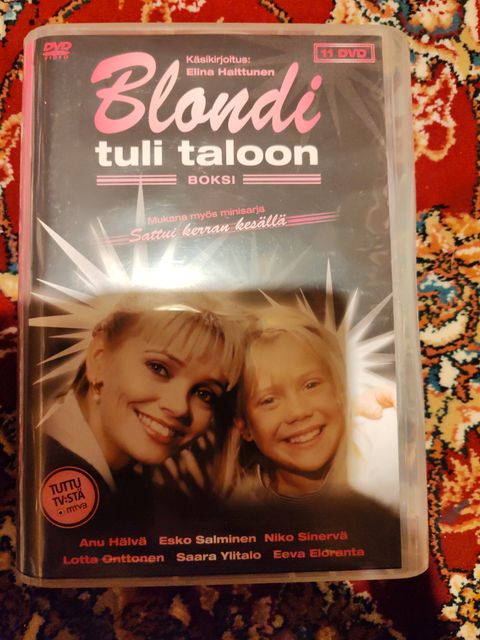 DVD
VIDEO
Käsikirjoitus:
Elina Halttunen
11 DVD
Blondi
tuli taloon
BOKSI
Mukana myös minisarja
Sattui kerran kesällä
TUTTU
TV:STÄ
MTV3
Anu Hälvä Esko Salminen Niko Sinervä
Lotta Onttonen Saara Ylitalo Eeva Eloranta